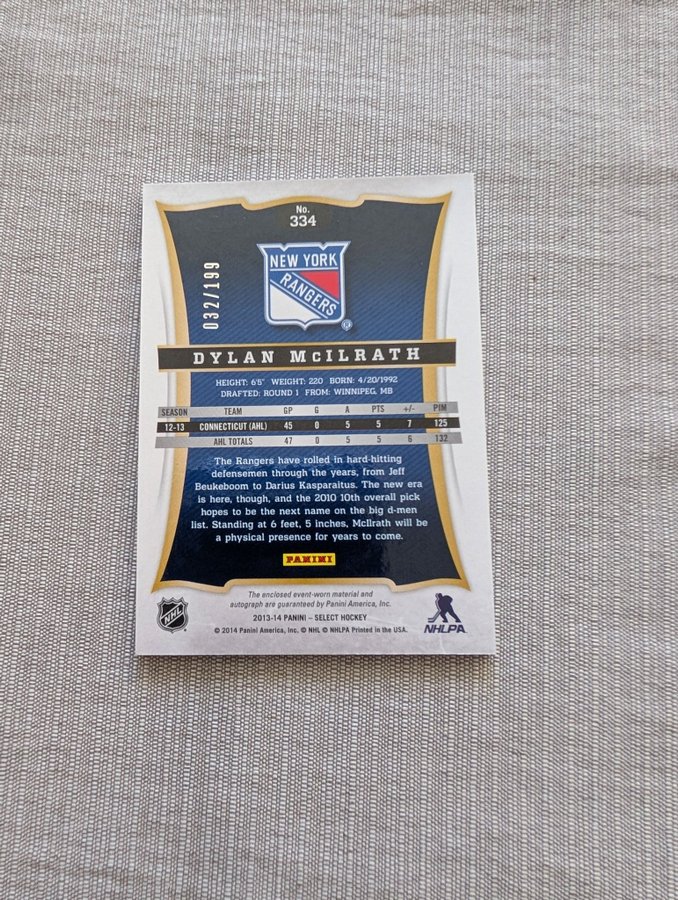 No.
334
032/199
NEW YORK
RANGERS
®
DYLAN McILRATH
HEIGHT: 6'5" WEIGHT: 220 BORN: 4/20/1992
DRAFTED: ROUND 1 FROM: WINNIPEG, MB
SEASON TEAM GP G A PTS +/- PIM
12-13 CONNECTICUT (AHL) 45 0 5 5 7 125
AHL TOTALS 47 0 5 5 6 132
The Rangers have rolled in hard-hitting
defensemen through the years, from Jeff
Beukeboom to Darius Kasparaitus. The new era
is here, though, and the 2010 10th overall pick
hopes to be the next name on the big d-men
list. Standing at 6 feet, 5 inches, McIlrath will be
a physical presence for years to come.
PANINI
The enclosed event-worn material and
autograph are guaranteed by Panini America, Inc.
2013-14 PANINI – SELECT HOCKEY
© 2014 Panini America, Inc. © NHL © NHLPA Printed in the USA.
NHL
NHLPA